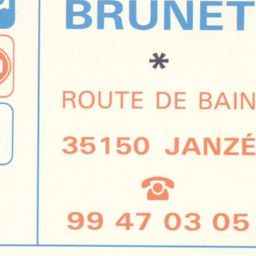 BRUNET
*
ROUTE DE BAIN
35150 JANZÉ
☎
99 47 03 05